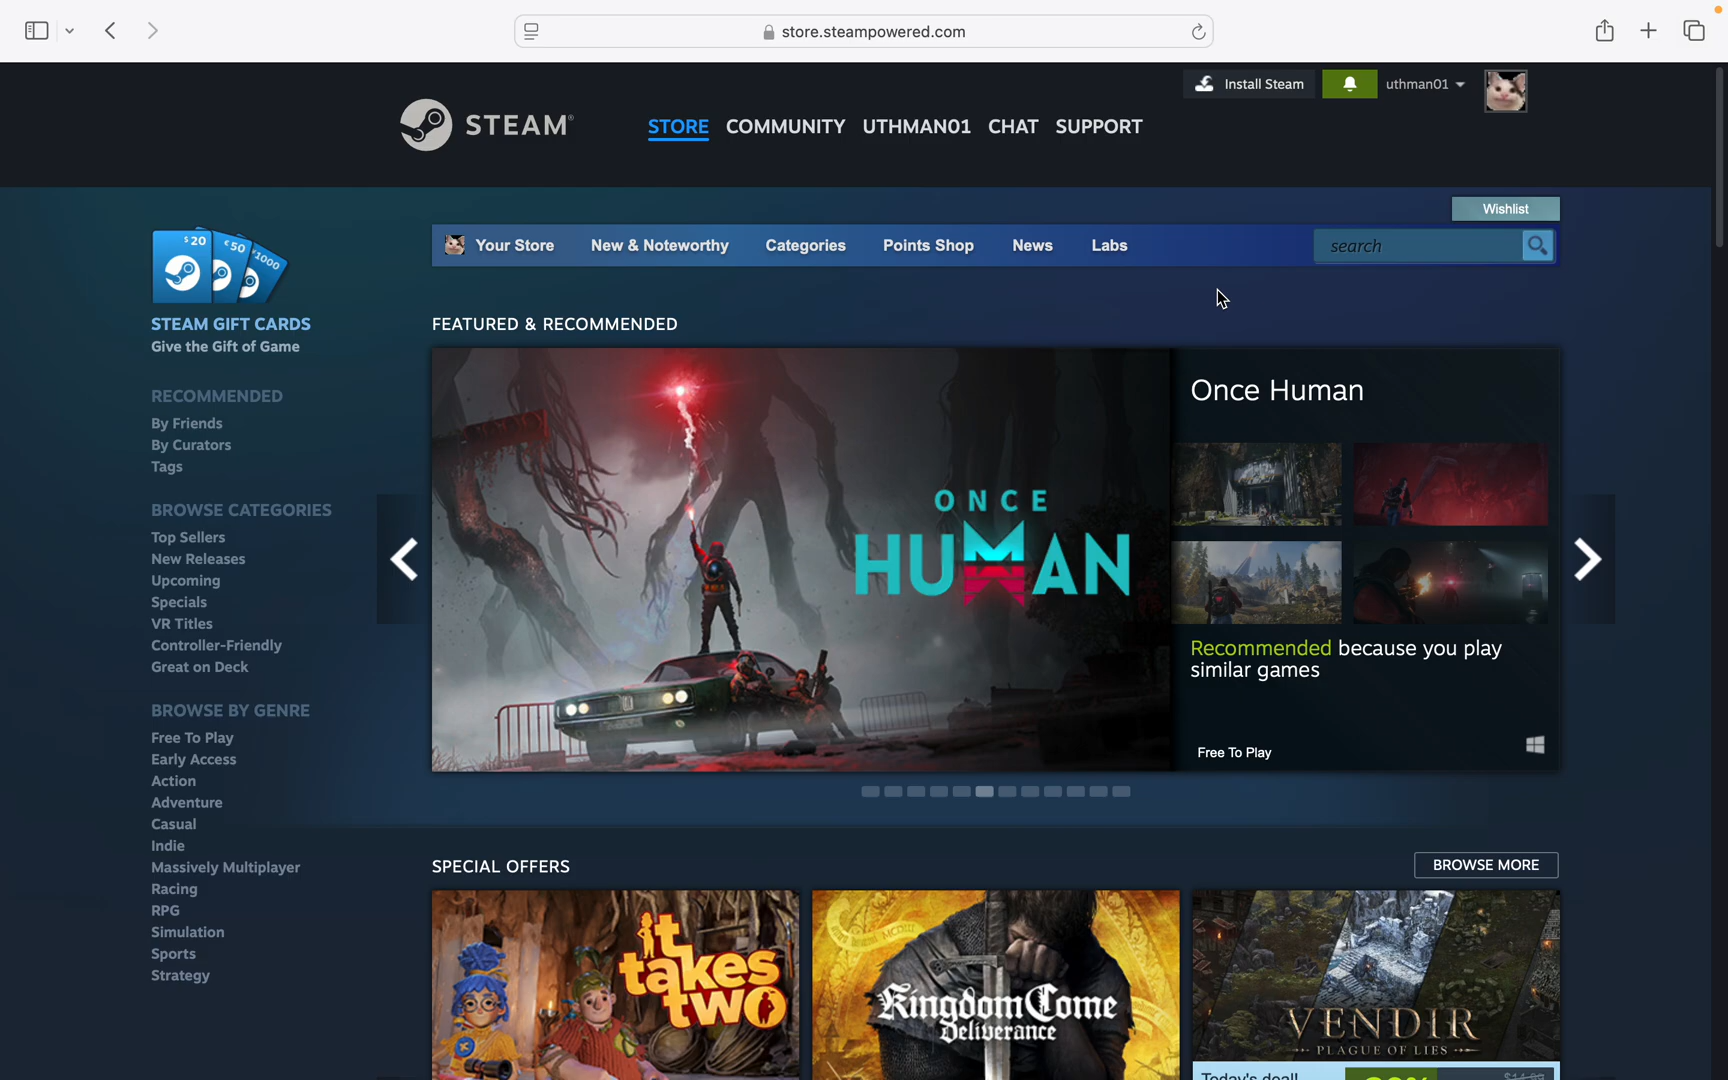 store.steampowered.com
Install Steam
uthman01
STEAM®
STORE COMMUNITY UTHMAN01 CHAT SUPPORT
Wishlist
Your Store New & Noteworthy Categories Points Shop News Labs search
$20 €50 ¥1000
STEAM GIFT CARDS
Give the Gift of Game
RECOMMENDED
By Friends
By Curators
Tags
BROWSE CATEGORIES
Top Sellers
New Releases
Upcoming
Specials
VR Titles
Controller-Friendly
Great on Deck
BROWSE BY GENRE
Free To Play
Early Access
Action
Adventure
Casual
Indie
Massively Multiplayer
Racing
RPG
Simulation
Sports
Strategy
FEATURED & RECOMMENDED
ONCE
HUMAN
Once Human
Recommended because you play
similar games
Free To Play
SPECIAL OFFERS
BROWSE MORE
it
takes
two
Kingdom Come
Deliverance
VENDIR
PLAGUE OF LIES
Today's deal!